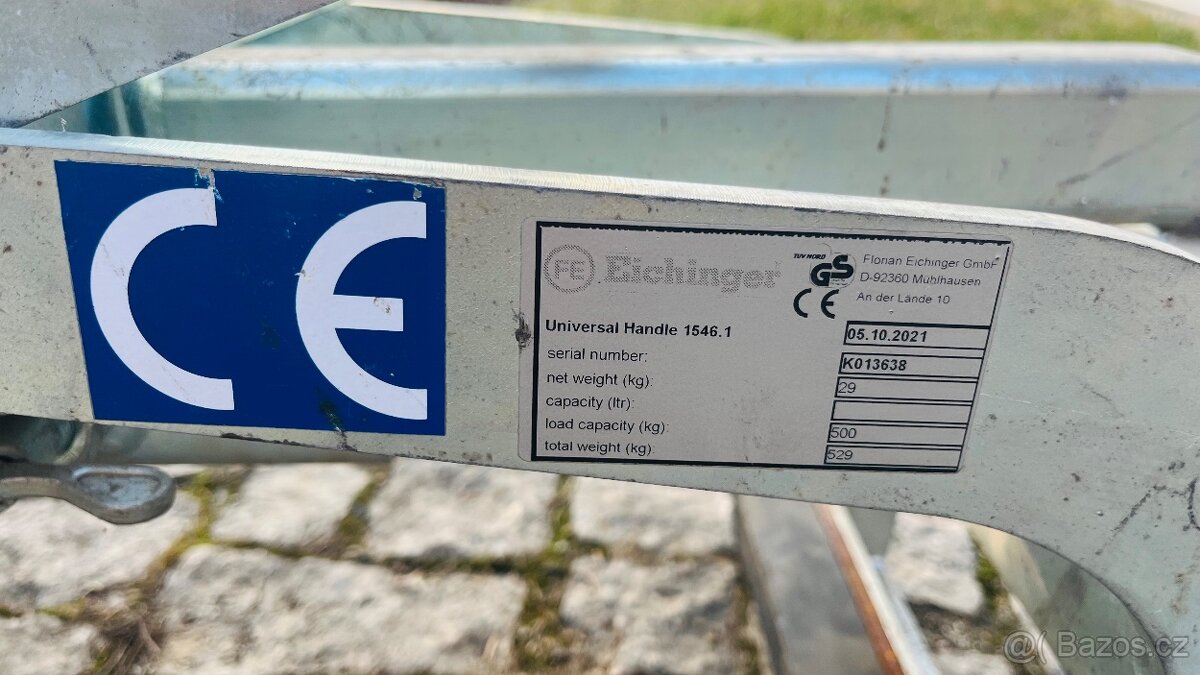 CE
FE Eichinger
TÜV NORD GS
CE
Florian Eichinger GmbH
D-92360 Mühlhausen
An der Lände 10
Universal Handle 1546.1
05.10.2021
serial number: K013638
net weight (kg): 29
capacity (ltr):
load capacity (kg): 500
total weight (kg): 529
Bazos.cz